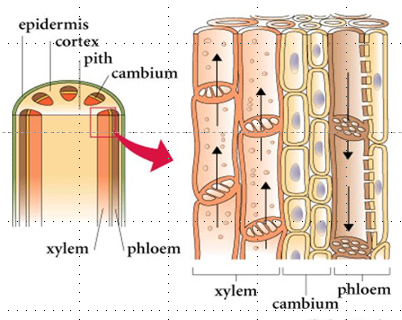 epidermis
cortex
pith
cambium
xylem
phloem
xylem
cambium
phloem